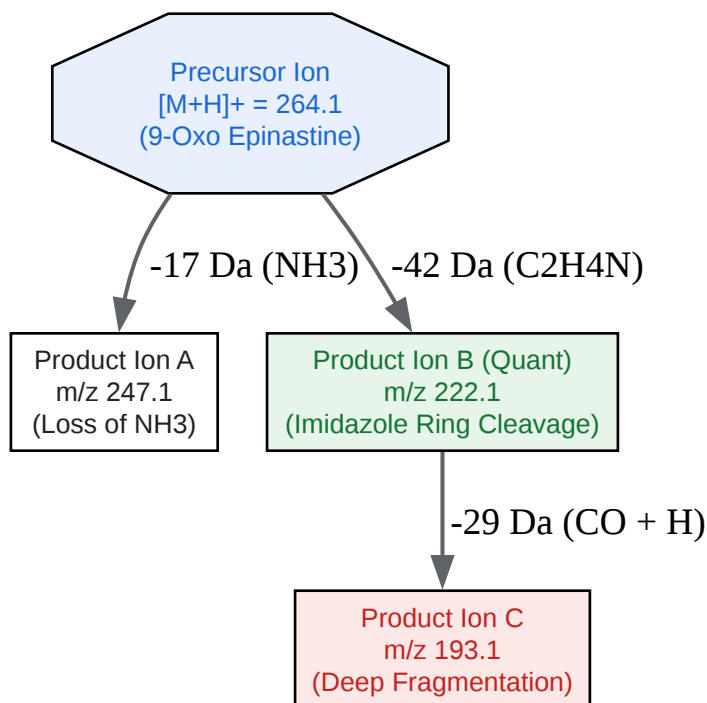 Precursor Ion
[M+H]+ = 264.1
(9-Oxo Epinastine)
-17 Da (NH3)
-42 Da (C2H4N)
Product Ion A
m/z 247.1
(Loss of NH3)
Product Ion B (Quant)
m/z 222.1
(Imidazole Ring Cleavage)
-29 Da (CO + H)
Product Ion C
m/z 193.1
(Deep Fragmentation)